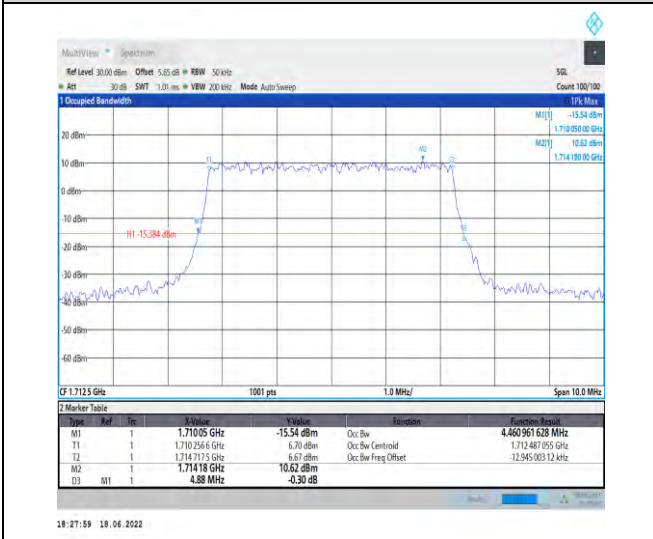 MultiView Spectrum
Ref Level 30.00 dBm Offset 5.65 dB RBW 50 kHz SGL
Att 30 dB SWT 1.01 ms VBW 200 kHz Mode Auto Sweep Count 100/100
1 Occupied Bandwidth 1Pk Max
M1[1] -15.54 dBm
1.710 050 00 GHz
M2[1] 10.62 dBm
1.714 180 00 GHz
20 dBm
M2
T1 T2
10 dBm
0 dBm
-10 dBm
M1
H1 -15.384 dBm
D3
-20 dBm
-30 dBm
-40 dBm
-50 dBm
-60 dBm
CF 1.712 5 GHz 1001 pts 1.0 MHz/ Span 10.0 MHz
2 Marker Table
Type Ref Trc X-Value Y-Value Function Function Result
M1 1 1.710 05 GHz -15.54 dBm Occ Bw 4.460 961 628 MHz
T1 1 1.710 256 6 GHz 6.70 dBm Occ Bw Centroid 1.712 487 055 GHz
T2 1 1.714 717 5 GHz 6.67 dBm Occ Bw Freq Offset -12.945 003 12 kHz
M2 1 1.714 18 GHz 10.62 dBm
D3 M1 1 4.88 MHz -0.30 dB
18:27:59 18.06.2022